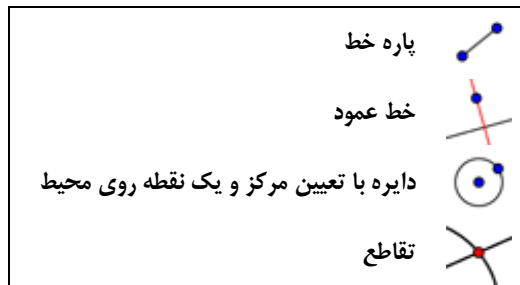 پاره خط
خط عمود
دایره با تعیین مرکز و یک نقطه روی محیط
تقاطع